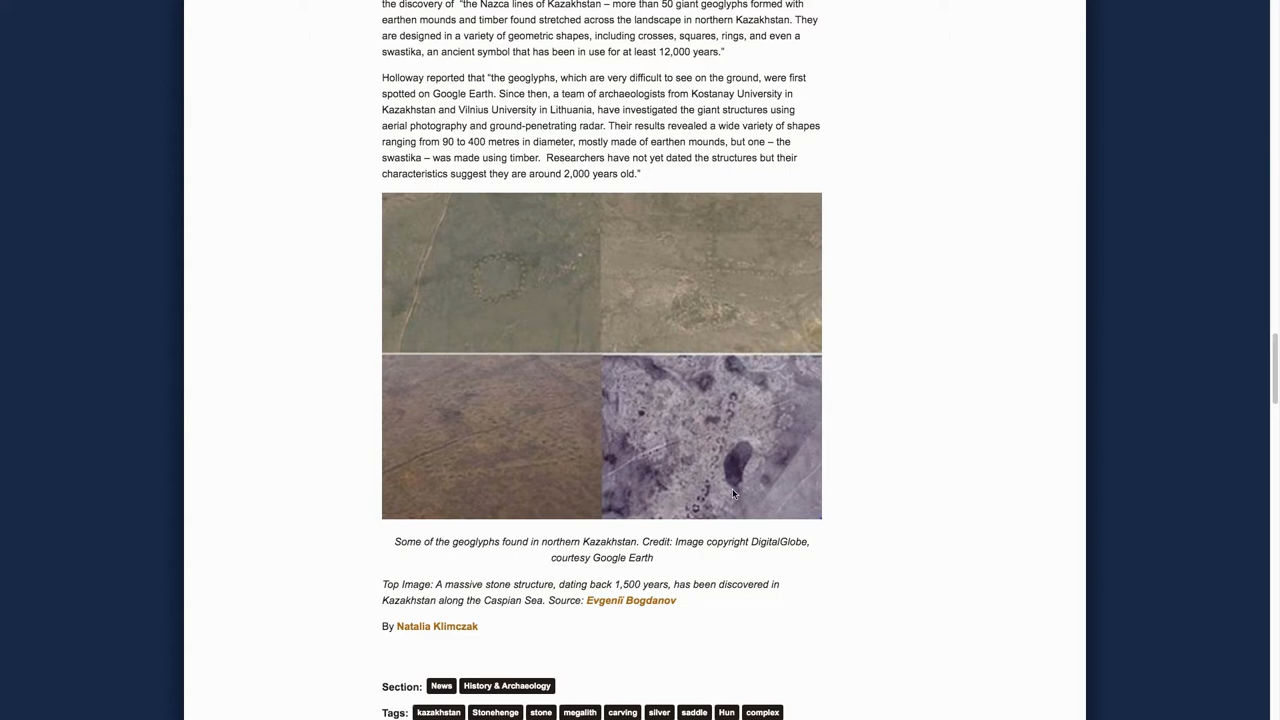 the discovery of "the Nazca lines of Kazakhstan – more than 50 giant geoglyphs formed with
earthen mounds and timber found stretched across the landscape in northern Kazakhstan. They
are designed in a variety of geometric shapes, including crosses, squares, rings, and even a
swastika, an ancient symbol that has been in use for at least 12,000 years."
Holloway reported that "the geoglyphs, which are very difficult to see on the ground, were first
spotted on Google Earth. Since then, a team of archaeologists from Kostanay University in
Kazakhstan and Vilnius University in Lithuania, have investigated the giant structures using
aerial photography and ground-penetrating radar. Their results revealed a wide variety of shapes
ranging from 90 to 400 metres in diameter, mostly made of earthen mounds, but one – the
swastika – was made using timber. Researchers have not yet dated the structures but their
characteristics suggest they are around 2,000 years old."
Some of the geoglyphs found in northern Kazakhstan. Credit: Image copyright DigitalGlobe,
courtesy Google Earth
Top Image: A massive stone structure, dating back 1,500 years, has been discovered in
Kazakhstan along the Caspian Sea. Source: Evgeniï Bogdanov
By Natalia Klimczak
Section: News History & Archaeology
Tags: kazakhstan Stonehenge stone megalith carving silver saddle Hun complex